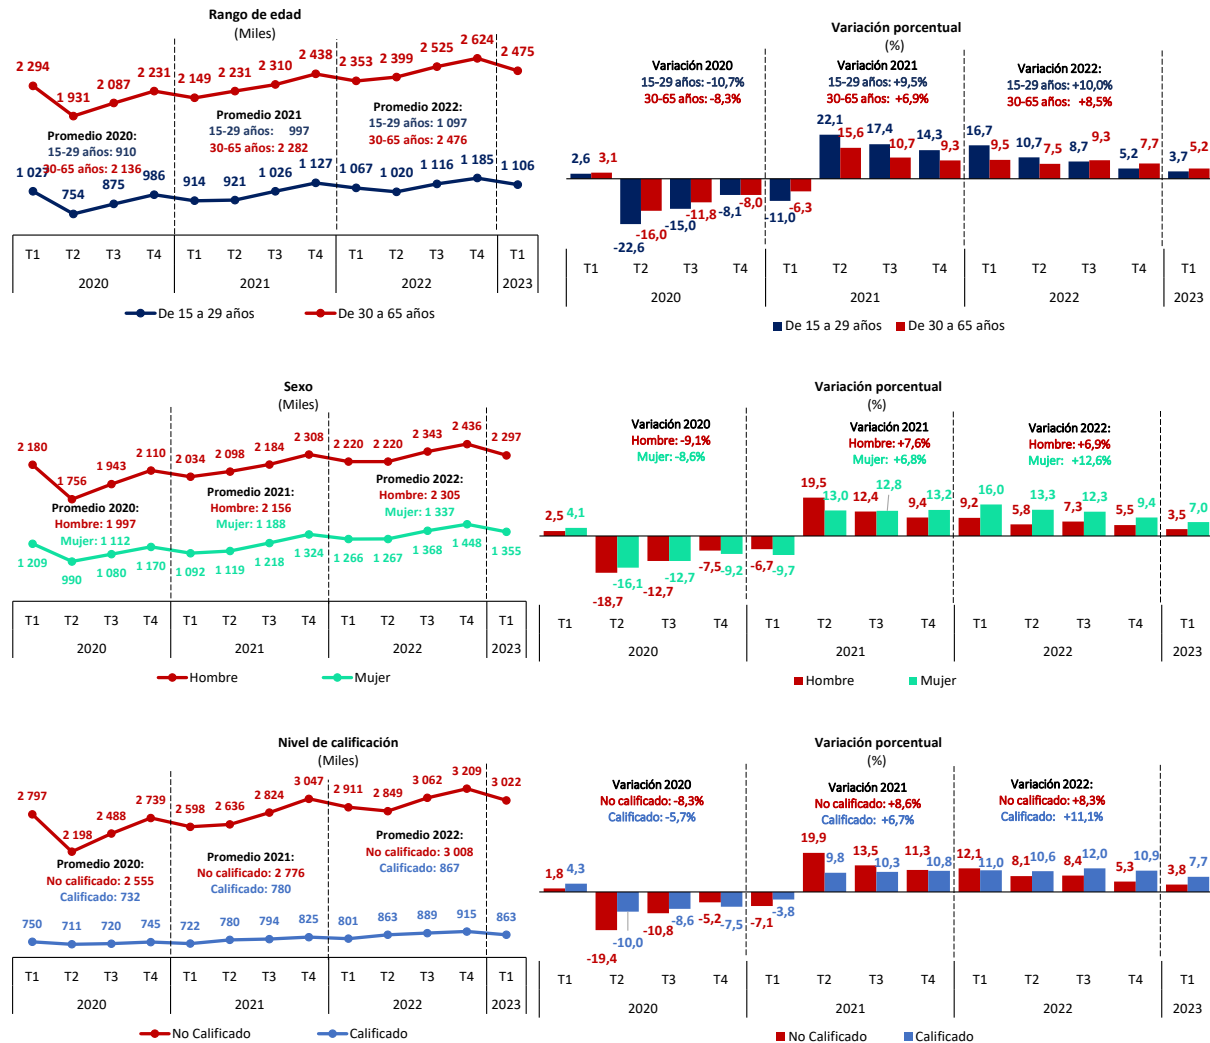 Rango de edad
(Miles)
2 294
1 931
2 087
2 231
2 149
2 231
2 310
2 438
2 353
2 399
2 525
2 624
2 475
Promedio 2020:
15-29 años: 910
30-65 años: 2 136
Promedio 2021
15-29 años: 997
30-65 años: 2 282
Promedio 2022:
15-29 años: 1 097
30-65 años: 2 476
1 027
754
875
986
914
921
1 026
1 127
1 067
1 020
1 116
1 185
1 106
T1 T2 T3 T4 T1 T2 T3 T4 T1 T2 T3 T4 T1
2020 2021 2022 2023
De 15 a 29 años De 30 a 65 años
Variación porcentual
(%)
Variación 2020
15-29 años: -10,7%
30-65 años: -8,3%
Variación 2021
15-29 años: +9,5%
30-65 años: +6,9%
Variación 2022:
15-29 años: +10,0%
30-65 años: +8,5%
2,6 3,1
-22,6 -16,0
-15,0 -11,8
-8,1 -8,0
-11,0 -6,3
22,1 15,6
17,4 10,7
14,3 9,3
16,7 9,5
10,7 7,5
8,7 9,3
5,2 7,7
3,7 5,2
T1 T2 T3 T4 T1 T2 T3 T4 T1 T2 T3 T4 T1
2020 2021 2022 2023
De 15 a 29 años De 30 a 65 años
Sexo
(Miles)
2 180
1 756
1 943
2 110
2 034
2 098
2 184
2 308
2 220
2 220
2 343
2 436
2 297
Promedio 2020:
Hombre: 1 997
Mujer: 1 112
Promedio 2021:
Hombre: 2 156
Mujer: 1 188
Promedio 2022:
Hombre: 2 305
Mujer: 1 337
1 209
990
1 080
1 170
1 092
1 119
1 218
1 324
1 266
1 267
1 368
1 448
1 355
T1 T2 T3 T4 T1 T2 T3 T4 T1 T2 T3 T4 T1
2020 2021 2022 2023
Hombre Mujer
Variación porcentual
(%)
Variación 2020
Hombre: -9,1%
Mujer: -8,6%
Variación 2021
Hombre: +7,6%
Mujer: +6,8%
Variación 2022:
Hombre: +6,9%
Mujer: +12,6%
2,5 4,1
-18,7 -16,1
-12,7 -12,7
-7,5 -9,2
-6,7 -9,7
19,5 13,0
12,4 12,8
9,4 13,2
9,2 16,0
5,8 13,3
7,3 12,3
5,5 9,4
3,5 7,0
T1 T2 T3 T4 T1 T2 T3 T4 T1 T2 T3 T4 T1
2020 2021 2022 2023
Hombre Mujer
Nivel de calificación
(Miles)
2 797
2 198
2 488
2 739
2 598
2 636
2 824
3 047
2 911
2 849
3 062
3 209
3 022
Promedio 2020:
No calificado: 2 555
Calificado: 732
Promedio 2021:
No calificado: 2 776
Calificado: 780
Promedio 2022:
No calificado: 3 008
Calificado: 867
750
711
720
745
722
780
794
825
801
863
889
915
863
T1 T2 T3 T4 T1 T2 T3 T4 T1 T2 T3 T4 T1
2020 2021 2022 2023
No Calificado Calificado
Variación porcentual
(%)
Variación 2020
No calificado: -8,3%
Calificado: -5,7%
Variación 2021
No calificado: +8,6%
Calificado: +6,7%
Variación 2022:
No calificado: +8,3%
Calificado: +11,1%
1,8 4,3
-19,4 -10,0
-10,8 -8,6
-5,2 -7,5
-7,1 -3,8
19,9 9,8
13,5 10,3
11,3 10,8
12,1 11,0
8,1 10,6
8,4 12,0
5,3 10,9
3,8 7,7
T1 T2 T3 T4 T1 T2 T3 T4 T1 T2 T3 T4 T1
2020 2021 2022 2023
No Calificado Calificado